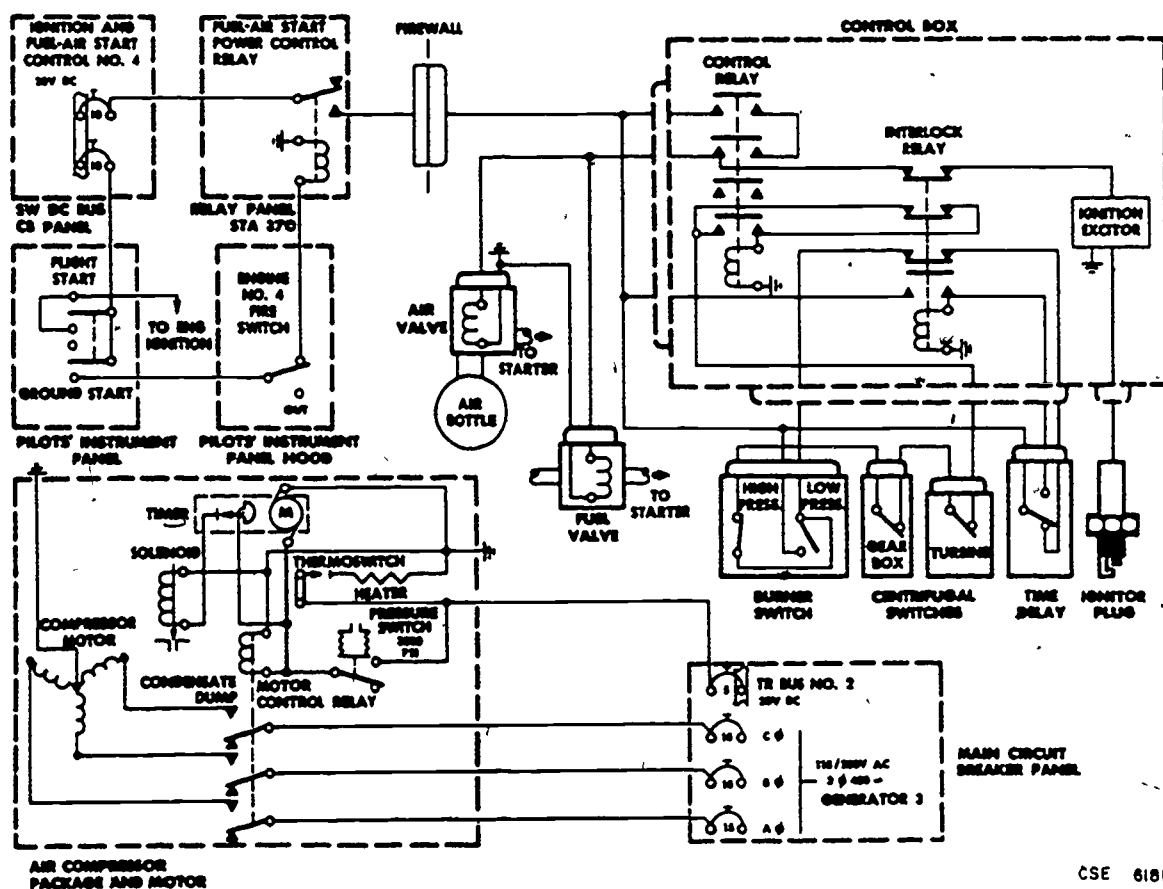 IGNITION AND
FUEL-AIR START
CONTROL NO. 4
28V DC
10
10
SW DC BUS
CB PANEL
FUEL-AIR START
POWER CONTROL
RELAY
RELAY PANEL
STA 370
FIREWALL
CONTROL BOX
CONTROL
RELAY
INTERLOCK
RELAY
IGNITION
EXCITOR
FLIGHT
START
TO ENG
IGNITION
GROUND START
PILOTS' INSTRUMENT
PANEL
ENGINE
NO. 4
FIRE
SWITCH
OUT
PILOTS' INSTRUMENT
PANEL HOOD
AIR
VALVE
TO
STARTER
AIR
BOTTLE
TO
STARTER
FUEL
VALVE
HIGH
PRESS.
LOW
PRESS.
BURNER
SWITCH
GEAR
BOX
TURBINE
CENTRIFUGAL
SWITCHES
TIME
DELAY
IGNITOR
PLUG
TIMER
M
SOLENOID
THERMOSWITCH
HEATER
PRESSURE
SWITCH
PSI
COMPRESSOR
MOTOR
CONDENSATE
DUMP
MOTOR
CONTROL RELAY
AIR COMPRESSOR
PACKAGE AND MOTOR
5
TR BUS NO. 2
28V DC
15
C Ø
15
B Ø
15
A Ø
GENERATOR 3
MAIN CIRCUIT
BREAKER PANEL
CSE